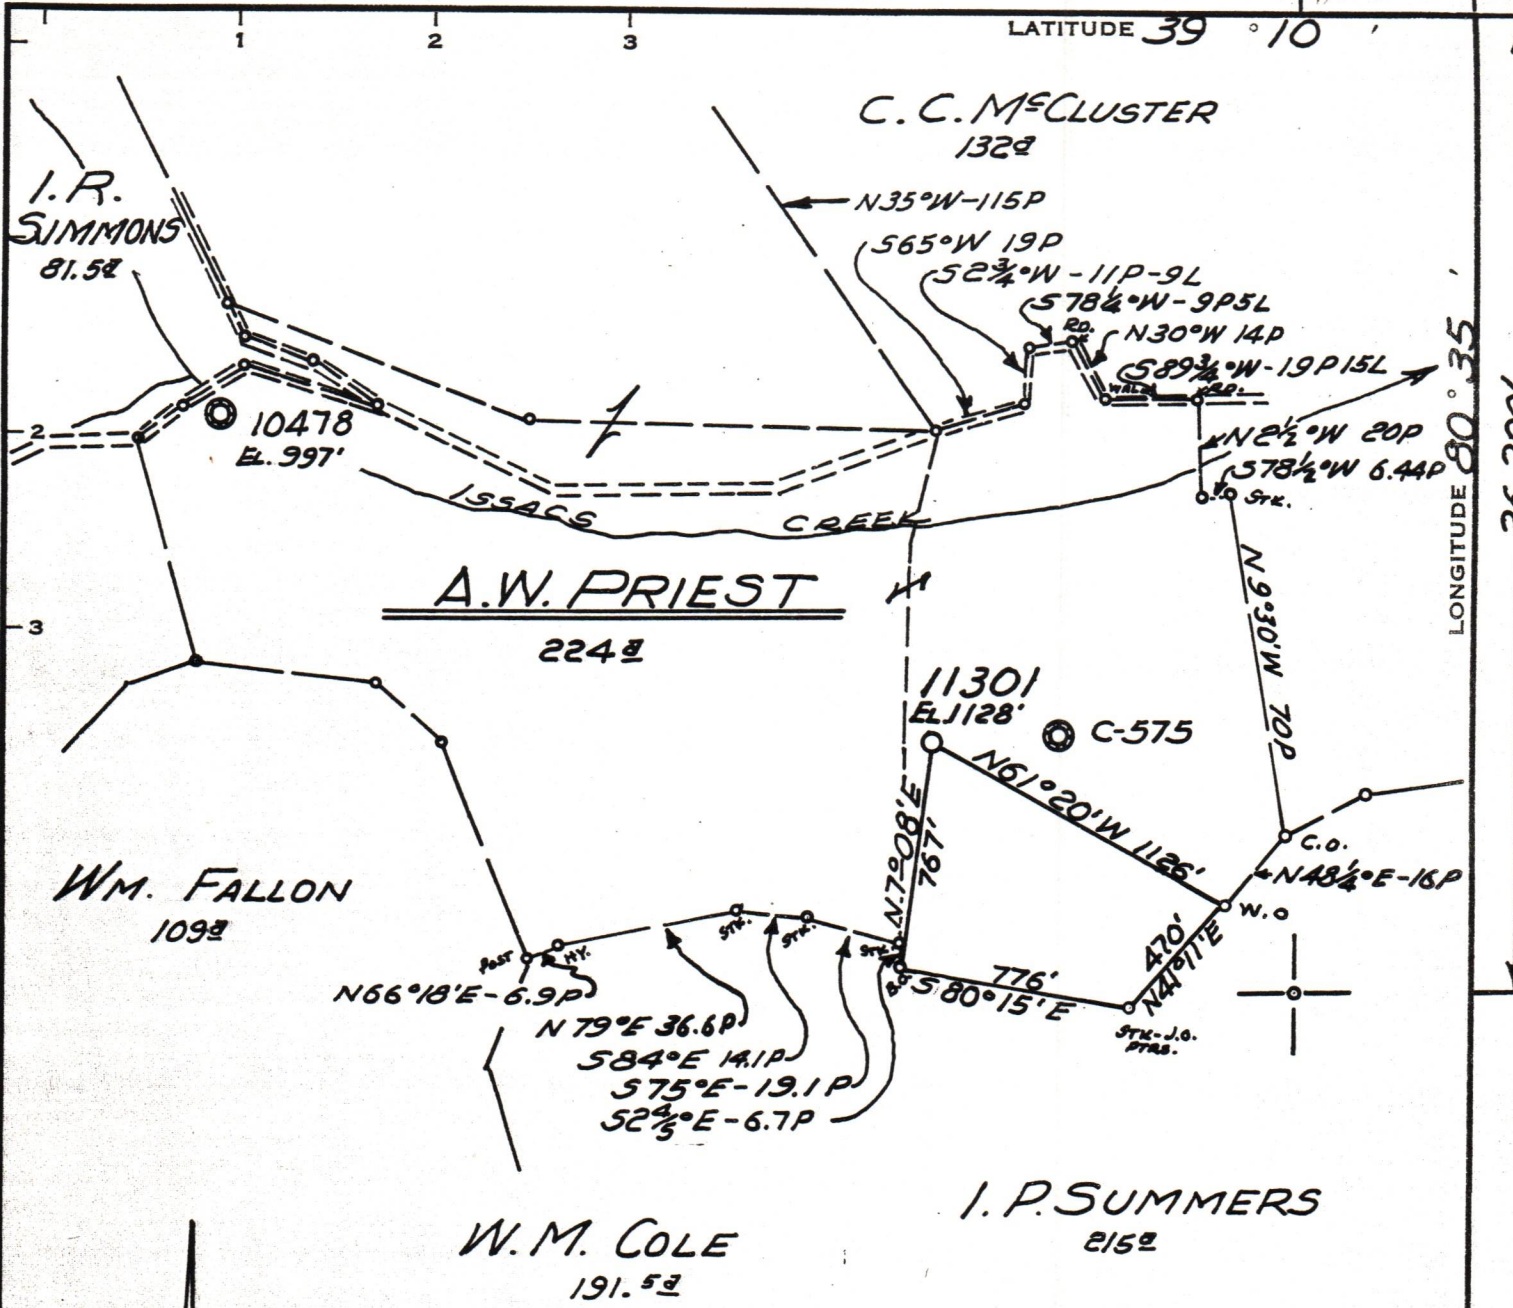 1 2 3
LATITUDE 39 ° 10 '
C. C. McCLUSTER
132a
I. R.
SIMMONS
81.5a
N35°W-115P
S65°W 19P
S2¾°W-11P-9L
S78¼°W-9P5L
RD.
N30°W 14P
S89¾°W-19P15L
RD.
LONGITUDE 80° 35'
2
10478
EL. 997'
N2½°W 20P
S78½°W 6.44P
STK.
ISSACS CREEK
A.W. PRIEST
224a
3
N 9°30'W 70P
11301
EL.1128'
C-575
N61°20'W 1126'
N.7°08'E
767'
C.O.
N48¼°E-16P
WM. FALLON
109a
W.O
STK.
STK.
STK.
POST
HY.
470'
N41°11'E
776'
S80°15'E
B.O
STK-J.O.
PTRS.
N66°18'E-6.9P
N79°E 36.6P
S84°E 14.1P
S75°E-19.1P
S2⅘°E-6.7P
I. P. SUMMERS
215a
W. M. COLE
191.5a